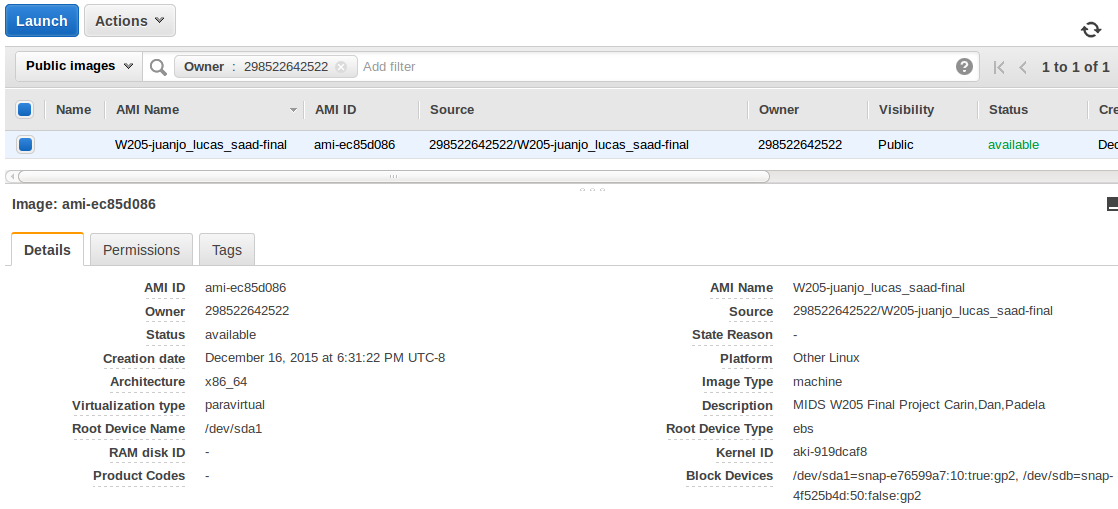 Launch Actions
Public images Owner : 298522642522 Add filter 1 to 1 of 1
Name AMI Name AMI ID Source Owner Visibility Status Cre
W205-juanjo_lucas_saad-final ami-ec85d086 298522642522/W205-juanjo_lucas_saad-final 298522642522 Public available Dec
Image: ami-ec85d086
Details Permissions Tags
AMI ID ami-ec85d086 AMI Name W205-juanjo_lucas_saad-final
Owner 298522642522 Source 298522642522/W205-juanjo_lucas_saad-final
Status available State Reason -
Creation date December 16, 2015 at 6:31:22 PM UTC-8 Platform Other Linux
Architecture x86_64 Image Type machine
Virtualization type paravirtual Description MIDS W205 Final Project Carin,Dan,Padela
Root Device Name /dev/sda1 Root Device Type ebs
RAM disk ID - Kernel ID aki-919dcaf8
Product Codes - Block Devices /dev/sda1=snap-e76599a7:10:true:gp2, /dev/sdb=snap-
4f525b4d:50:false:gp2